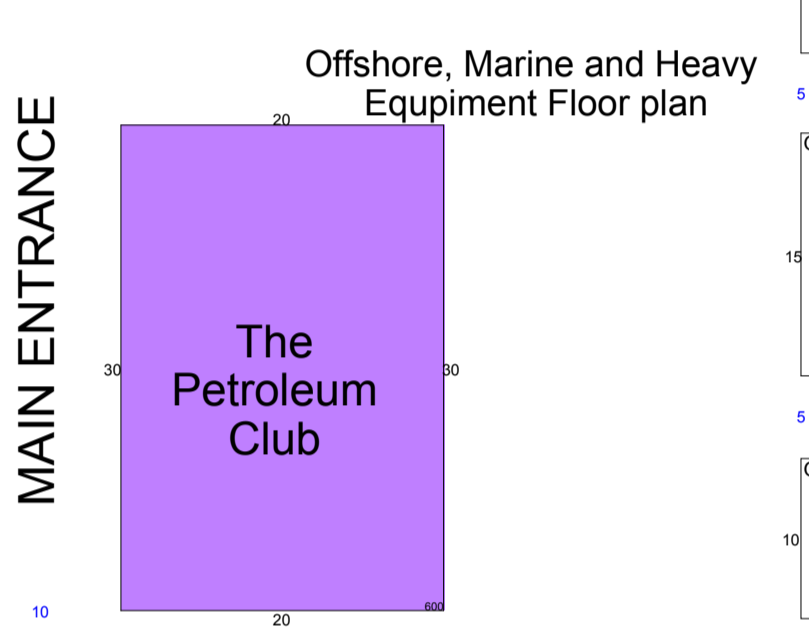 Offshore, Marine and Heavy
Equpiment Floor plan
MAIN ENTRANCE
20
30
The
Petroleum
Club
30
600
20
10
5
15
5
10